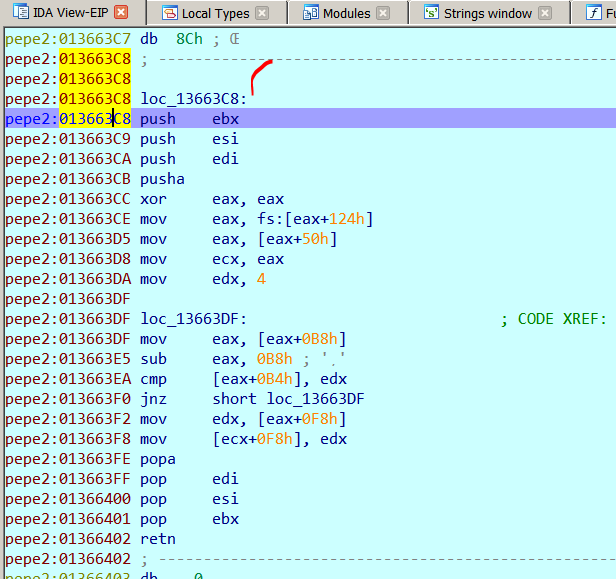 IDA View-EIP Local Types Modules Strings window Fu
pepe2:013663C7 db 8Ch ; Œ
pepe2:013663C8 ; ---------------------------------------------------------
pepe2:013663C8
pepe2:013663C8 loc_13663C8:
pepe2:013663C8 push ebx
pepe2:013663C9 push esi
pepe2:013663CA push edi
pepe2:013663CB pusha
pepe2:013663CC xor eax, eax
pepe2:013663CE mov eax, fs:[eax+124h]
pepe2:013663D5 mov eax, [eax+50h]
pepe2:013663D8 mov ecx, eax
pepe2:013663DA mov edx, 4
pepe2:013663DF
pepe2:013663DF loc_13663DF: ; CODE XREF:
pepe2:013663DF mov eax, [eax+0B8h]
pepe2:013663E5 sub eax, 0B8h ; '.'
pepe2:013663EA cmp [eax+0B4h], edx
pepe2:013663F0 jnz short loc_13663DF
pepe2:013663F2 mov edx, [eax+0F8h]
pepe2:013663F8 mov [ecx+0F8h], edx
pepe2:013663FE popa
pepe2:013663FF pop edi
pepe2:01366400 pop esi
pepe2:01366401 pop ebx
pepe2:01366402 retn
pepe2:01366402 ; ---------------------------------------------------------
pepe2:01366403 db 0